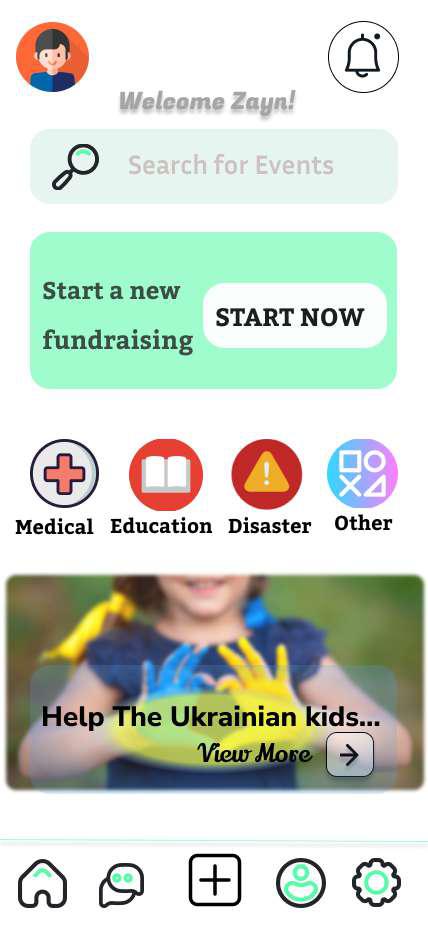 Welcome Zayn!
Search for Events
Start a new
fundraising
START NOW
Medical
Education
Disaster
Other
Help The Ukrainian kids...
View More